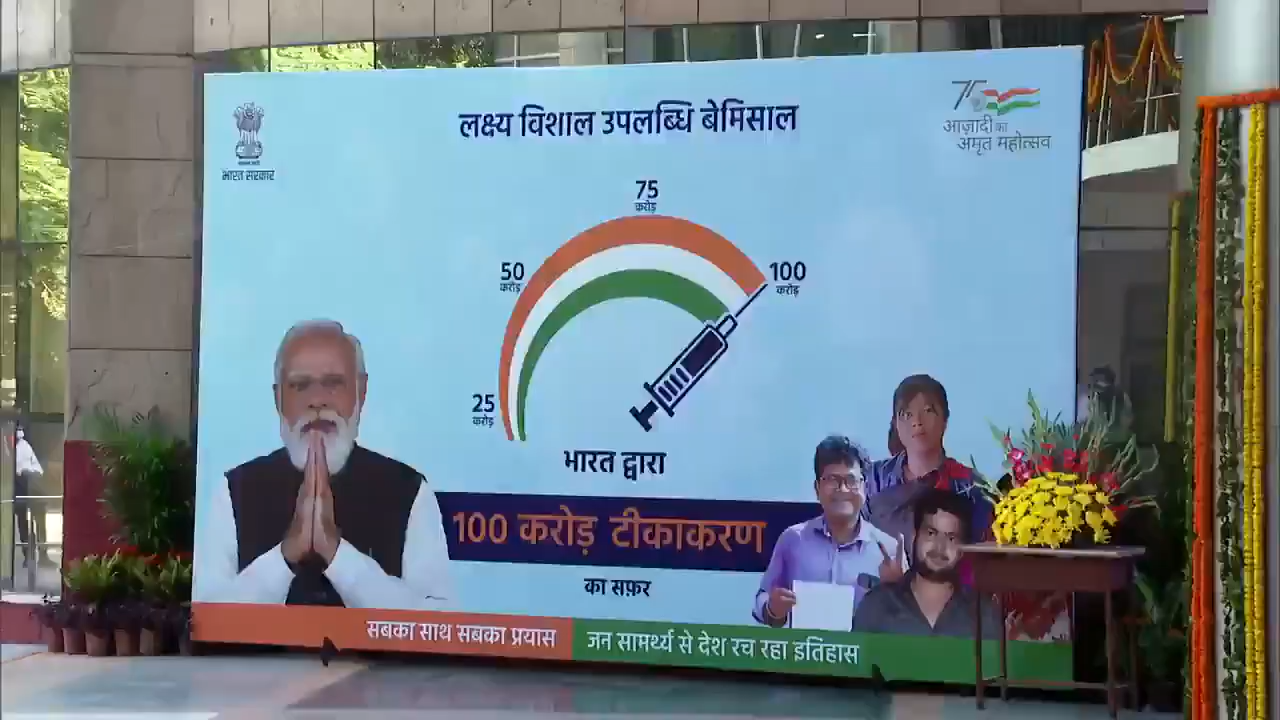 लक्ष्य विशाल उपलब्धि बेमिसाल
भारत सरकार
75
आज़ादी का
अमृत महोत्सव
75
करोड़
50
करोड़
100
करोड़
25
करोड़
भारत द्वारा
100 करोड़ टीकाकरण
का सफ़र
सबका साथ सबका प्रयास
जन सामर्थ्य से देश रच रहा इतिहास